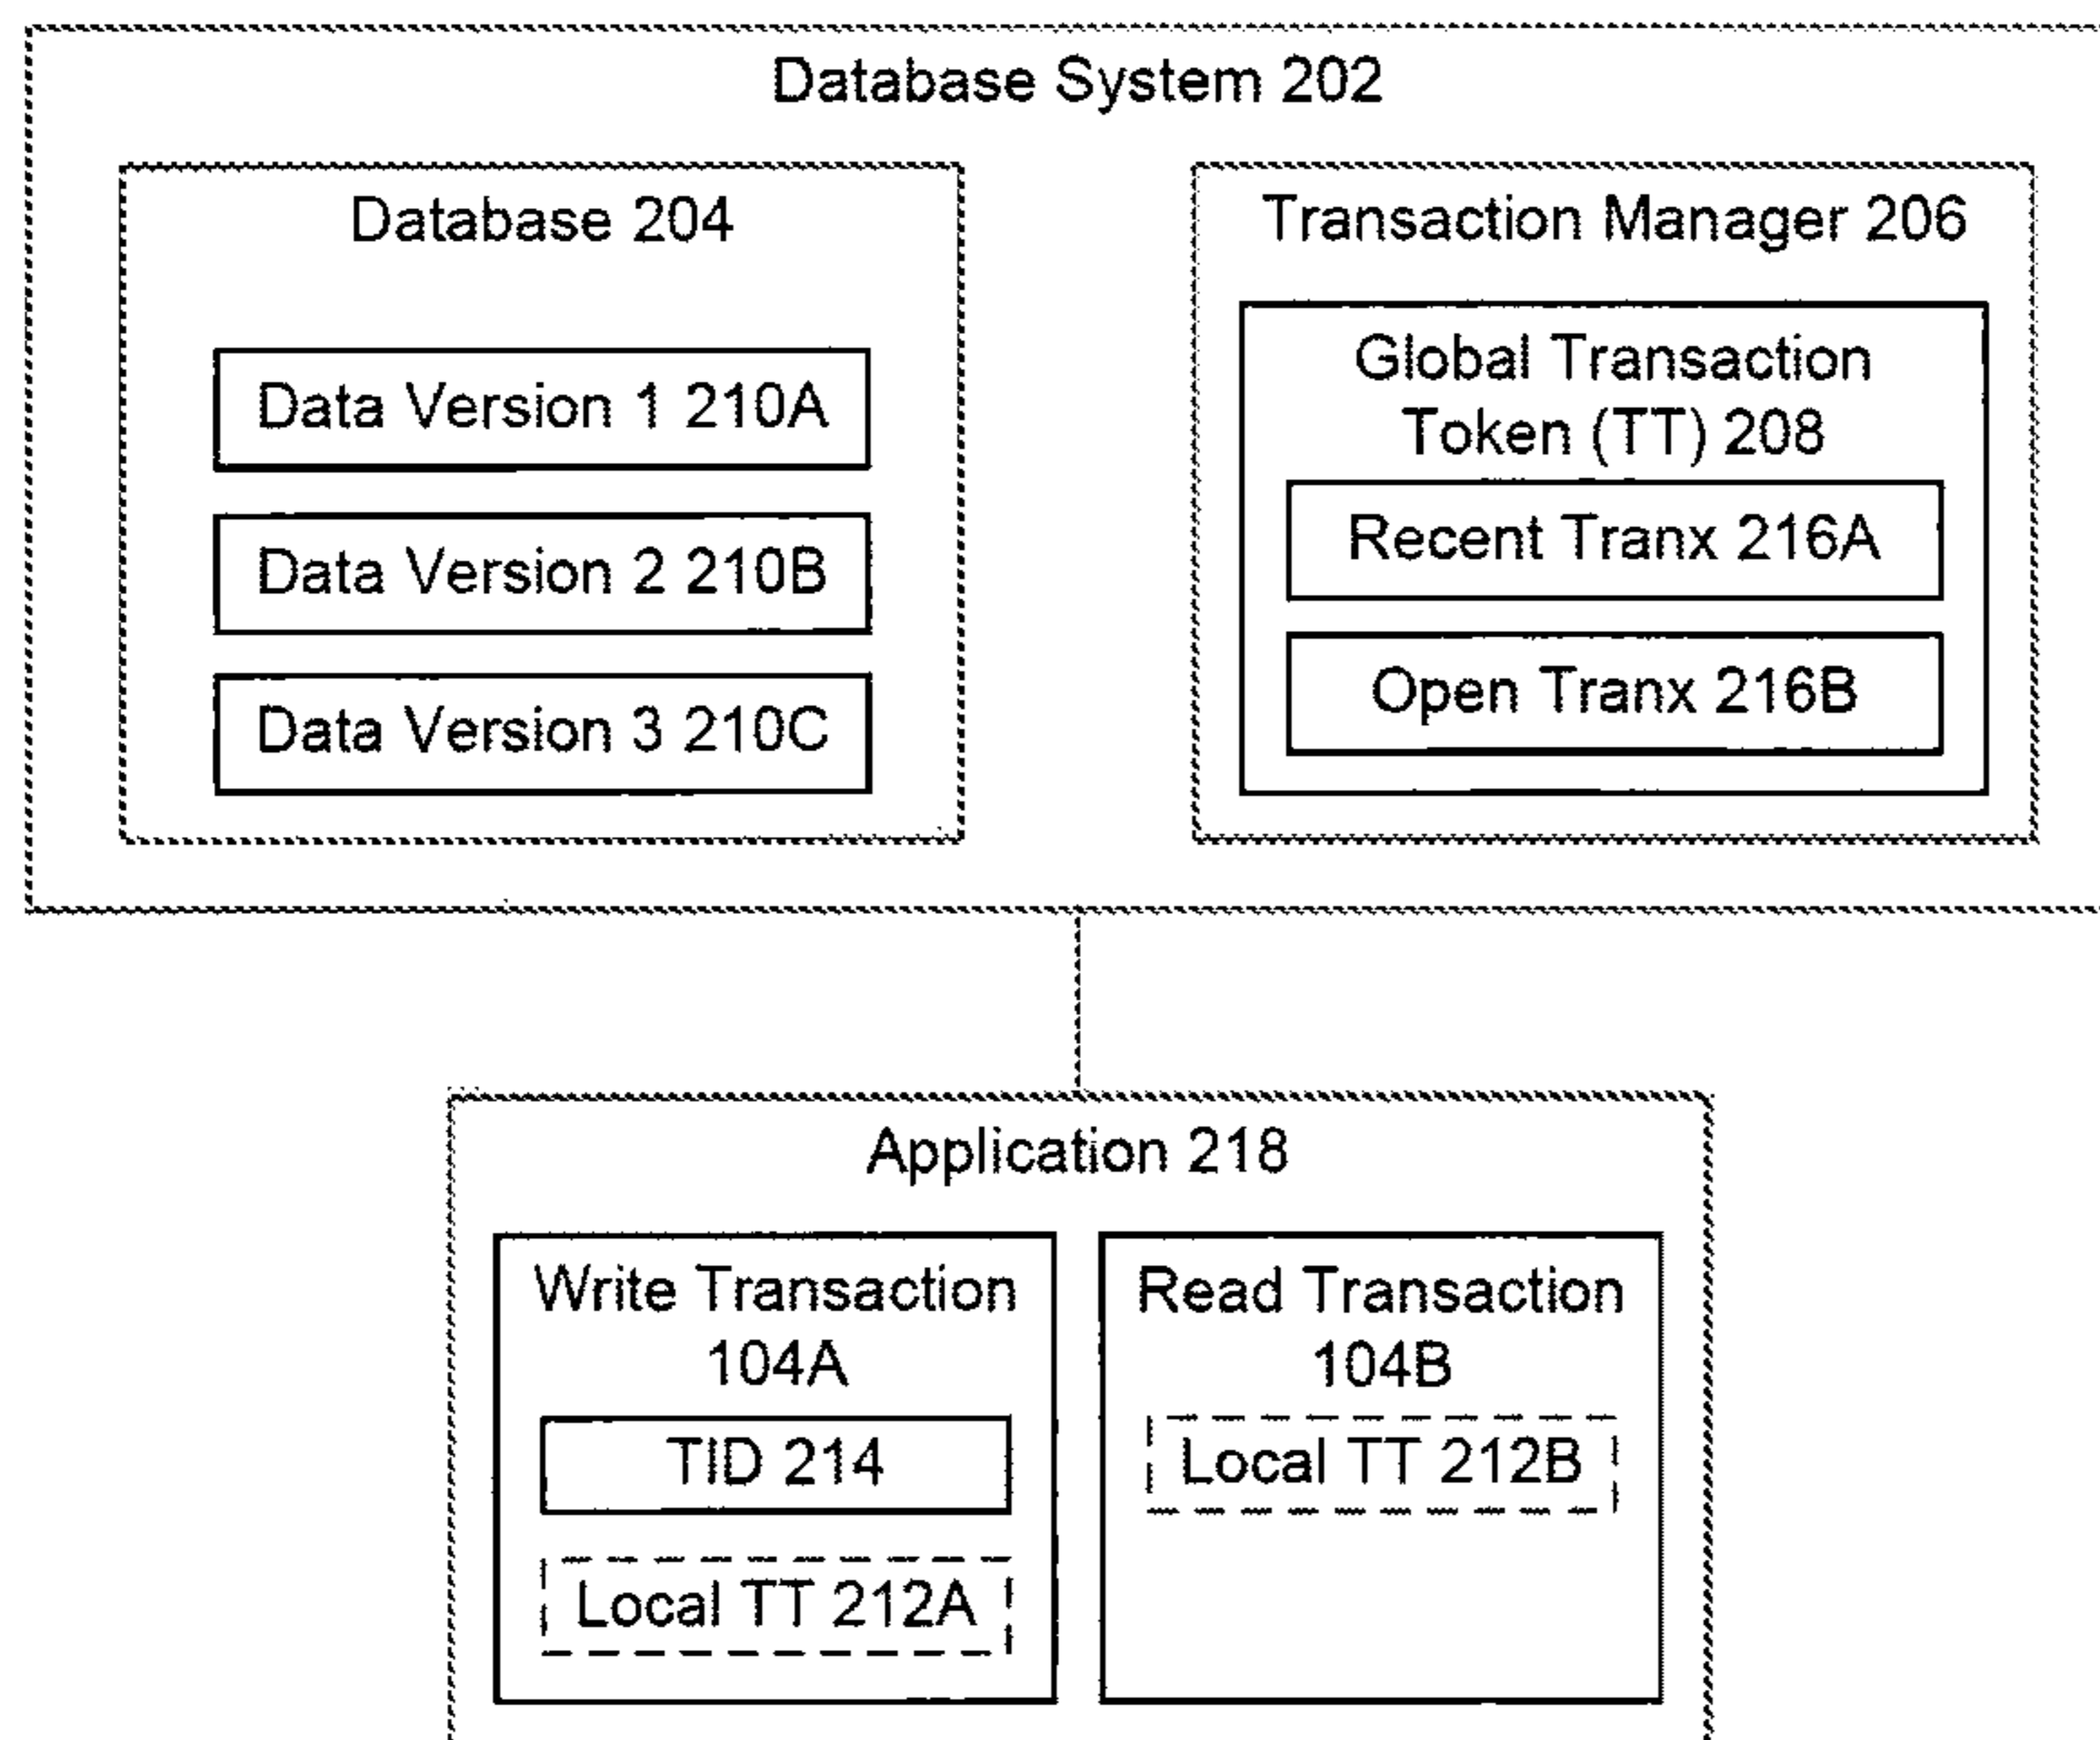 Database System 202
Database 204
Data Version 1 210A
Data Version 2 210B
Data Version 3 210C
Transaction Manager 206
Global Transaction
Token (TT) 208
Recent Tranx 216A
Open Tranx 216B
Application 218
Write Transaction
104A
TID 214
Local TT 212A
Read Transaction
104B
Local TT 212B